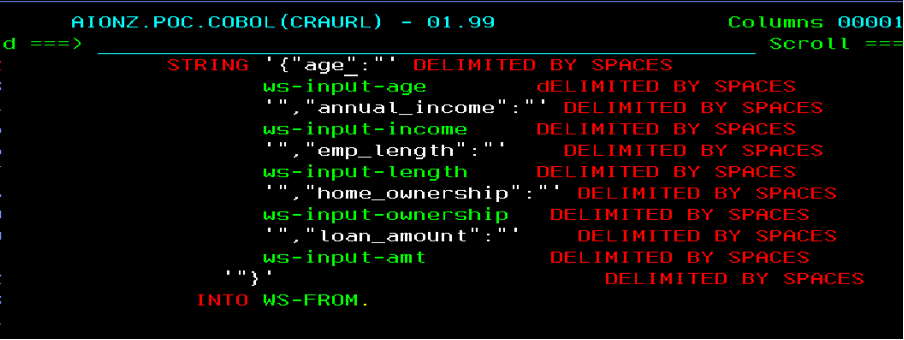 AIONZ.POC.COBOL(CRAURL) - 01.99 Columns 00001
d ===> Scroll ===
STRING '{"age":"' DELIMITED BY SPACES
ws-input-age dELIMITED BY SPACES
'","annual_income":"' DELIMITED BY SPACES
ws-input-income DELIMITED BY SPACES
'","emp_length":"' DELIMITED BY SPACES
ws-input-length DELIMITED BY SPACES
'","home_ownership":"' DELIMITED BY SPACES
ws-input-ownership DELIMITED BY SPACES
'","loan_amount":"' DELIMITED BY SPACES
ws-input-amt DELIMITED BY SPACES
'"}' DELIMITED BY SPACES
INTO WS-FROM.